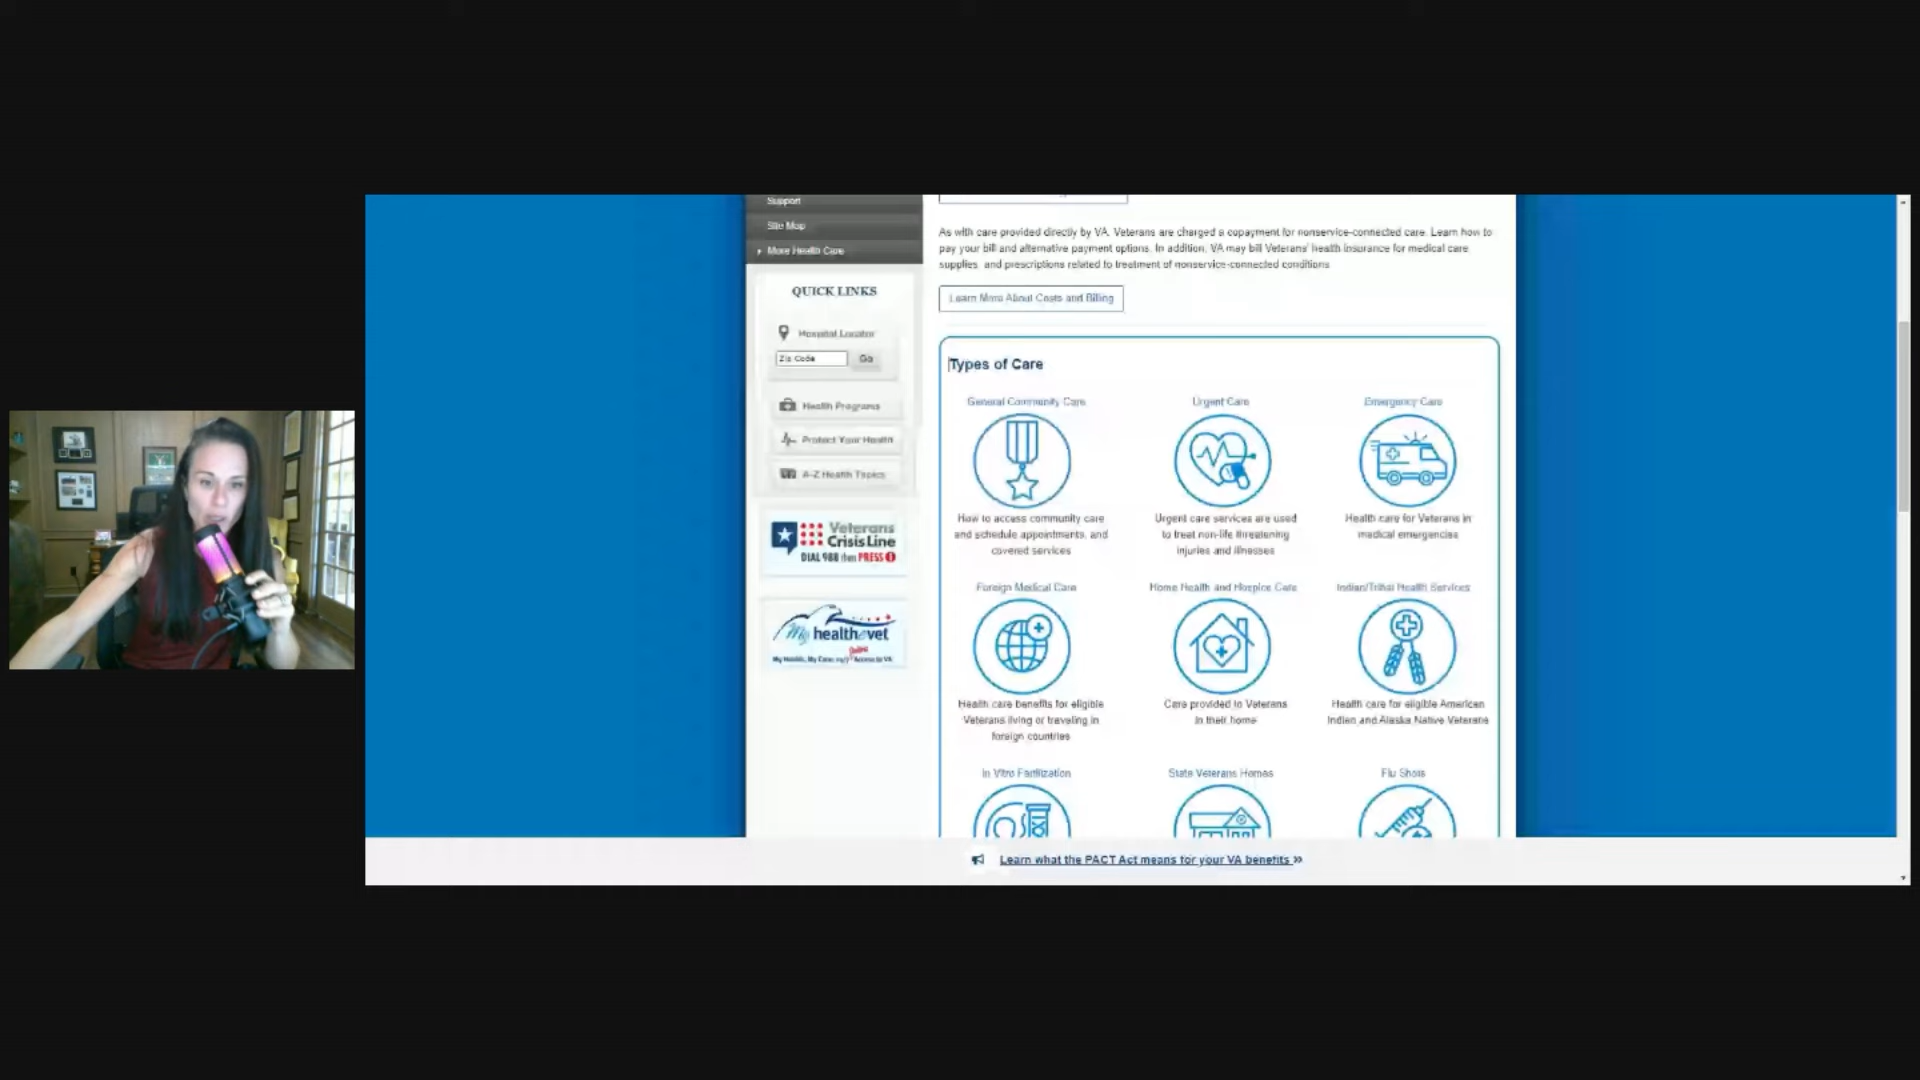 Support
Site Map
More Health Care
QUICK LINKS
Hospital Locator
Zip Code
Go
Health Programs
Protect Your Health
A-Z Health Topics
Veterans
Crisis Line
DIAL 988 then PRESS 1
My healthevet
My Health, My Care: Online Access to VA
As with care provided directly by VA, Veterans are charged a copayment for nonservice-connected care. Learn how to
pay your bill and alternative payment options. In addition, VA may bill Veterans' health insurance for medical care,
supplies, and prescriptions related to treatment of nonservice-connected conditions.
Learn More About Costs and Billing
Types of Care
General Community Care
How to access community care
and schedule appointments, and
covered services
Urgent Care
Urgent care services are used
to treat non-life threatening
injuries and illnesses
Emergency Care
Health care for Veterans in
medical emergencies
Foreign Medical Care
Health care benefits for eligible
Veterans living or traveling in
foreign countries
Home Health and Hospice Care
Care provided to Veterans
in their home
Indian/Tribal Health Services
Health care for eligible American
Indian and Alaska Native Veterans
In Vitro Fertilization
State Veterans Homes
Flu Shots
Learn what the PACT Act means for your VA benefits »